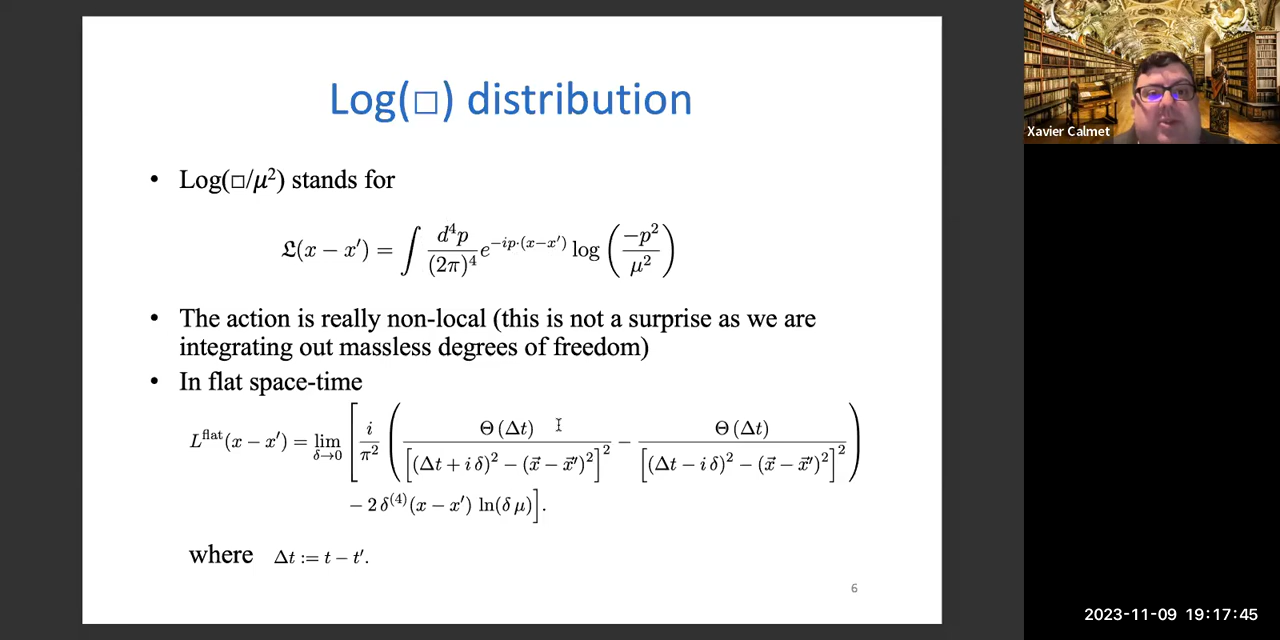 Log(□) distribution
• Log(□/μ²) stands for
𝔏(x − x′) = ∫ d⁴p/(2π)⁴ e^{−ip·(x−x′)} log(−p²/μ²)
• The action is really non-local (this is not a surprise as we are
integrating out massless degrees of freedom)
• In flat space-time
L^{flat}(x − x′) = lim_{δ→0} [ i/π² ( Θ(Δt)/[(Δt + i δ)² − (x⃗ − x⃗′)²]² − Θ(Δt)/[(Δt − i δ)² − (x⃗ − x⃗′)²]² )
− 2 δ^{(4)}(x − x′) ln(δ μ) ].
where Δt := t − t′.
6
Xavier Calmet
2023-11-09 19:17:45